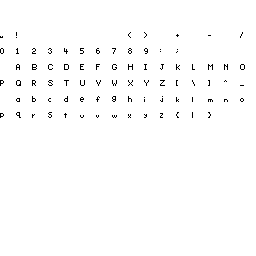 ! ( ) + - /
0 1 2 3 4 5 6 7 8 9 : ;
A B C D E F G H I J K L M N O
P Q R S T U V W X Y Z [ \ ] ^ _
a b c d e f g h i j k l m n o
p q r s t u v w x y z { | }